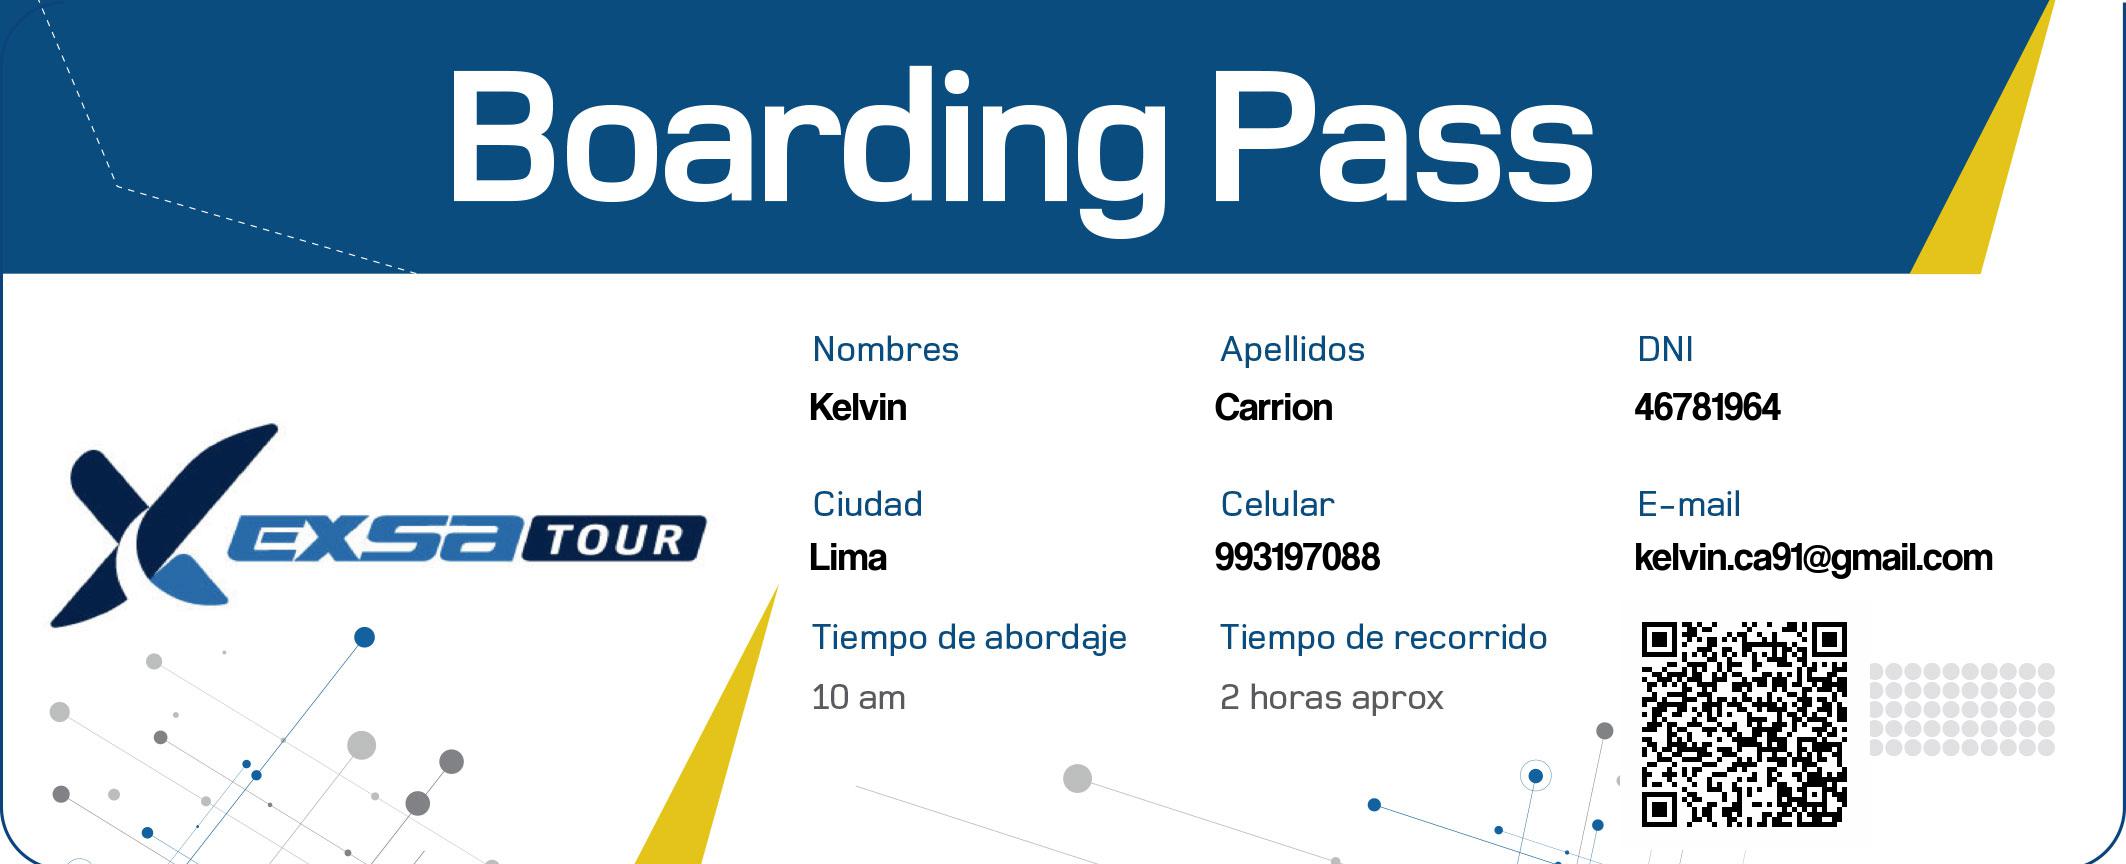 Boarding Pass
Nombres
Apellidos
DNI
Kelvin
Carrion
46781964
EXSA TOUR
Ciudad
Celular
E-mail
Lima
993197088
kelvin.ca91@gmail.com
Tiempo de abordaje
Tiempo de recorrido
10 am
2 horas aprox